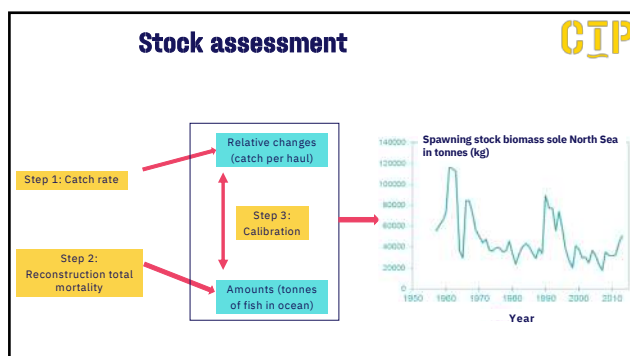 Stock assessment
CTP
Relative changes
(catch per haul)
Step 1: Catch rate
Step 3:
Calibration
Step 2:
Reconstruction total
mortality
Amounts (tonnes
of fish in ocean)
Spawning stock biomass sole North Sea
in tonnes (kg)
140000
120000
100000
80000
60000
40000
20000
0
1950 1960 1970 1980 1990 2000 2010
Year